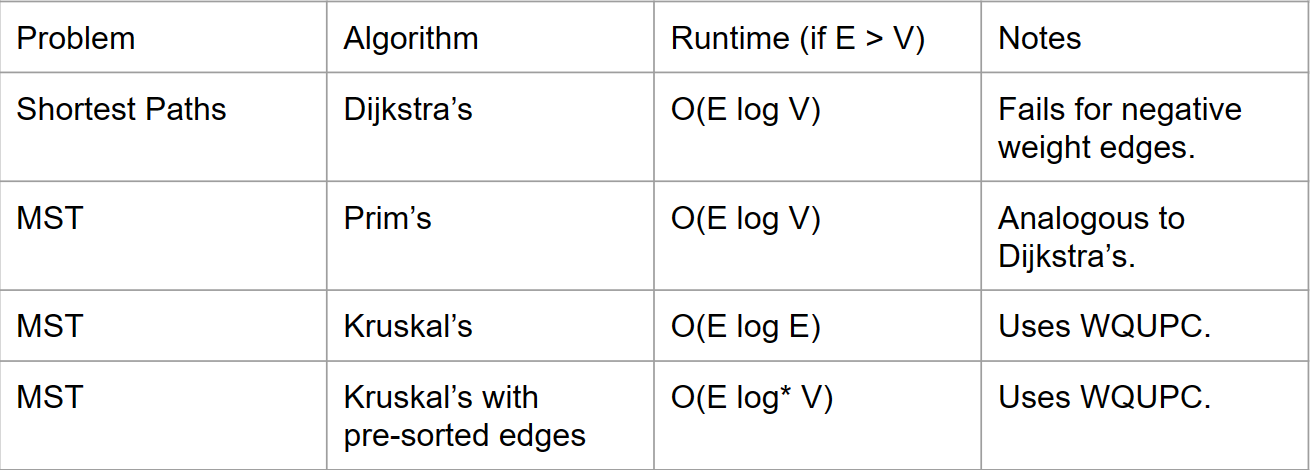 Problem
Algorithm
Runtime (if E > V)
Notes
Shortest Paths
Dijkstra’s
O(E log V)
Fails for negative
weight edges.
MST
Prim’s
O(E log V)
Analogous to
Dijkstra’s.
MST
Kruskal’s
O(E log E)
Uses WQUPC.
MST
Kruskal’s with
pre-sorted edges
O(E log* V)
Uses WQUPC.